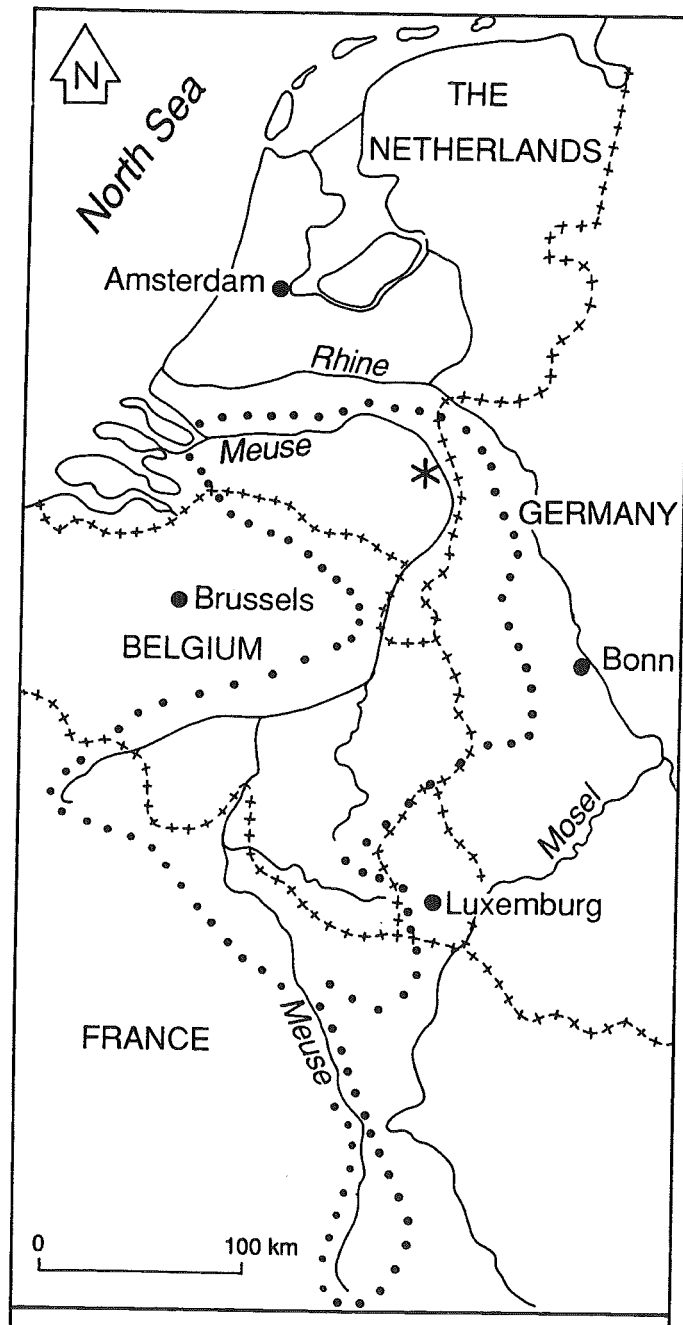 N
North Sea
THE
NETHERLANDS
Amsterdam
Rhine
Meuse
GERMANY
Brussels
BELGIUM
Bonn
Mosel
Luxemburg
Meuse
FRANCE
0 100 km